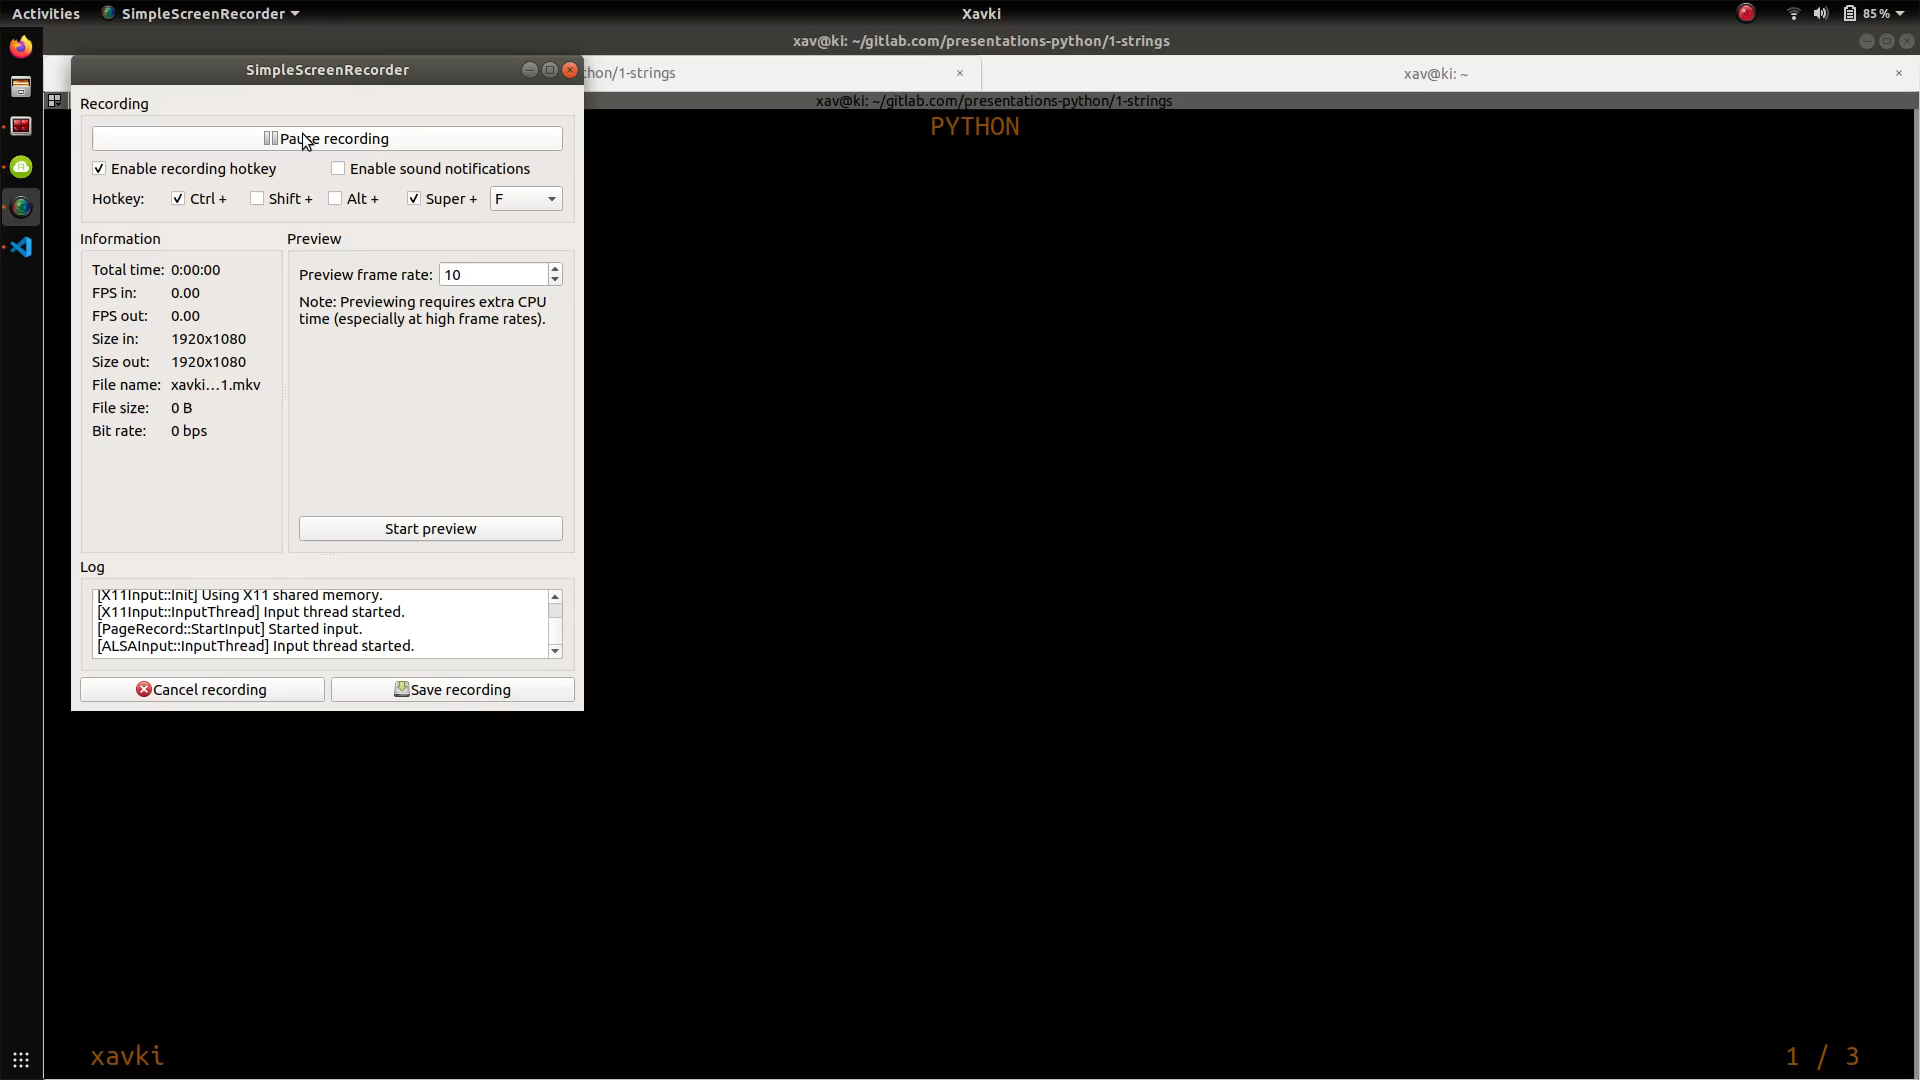 Activities SimpleScreenRecorder Xavki 85 %
xav@ki: ~/gitlab.com/presentations-python/1-strings
SimpleScreenRecorder
hon/1-strings × xav@ki: ~ ×
xav@ki: ~/gitlab.com/presentations-python/1-strings
PYTHON
Recording
Pause recording
Enable recording hotkey Enable sound notifications
Hotkey: Ctrl + Shift + Alt + Super + F
Information
Total time: 0:00:00
FPS in: 0.00
FPS out: 0.00
Size in: 1920x1080
Size out: 1920x1080
File name: xavki...1.mkv
File size: 0 B
Bit rate: 0 bps
Preview
Preview frame rate: 10
Note: Previewing requires extra CPU
time (especially at high frame rates).
Start preview
Log
[X11Input::Init] Using X11 shared memory.
[X11Input::InputThread] Input thread started.
[PageRecord::StartInput] Started input.
[ALSAInput::InputThread] Input thread started.
Cancel recording Save recording
xavki 1 / 3